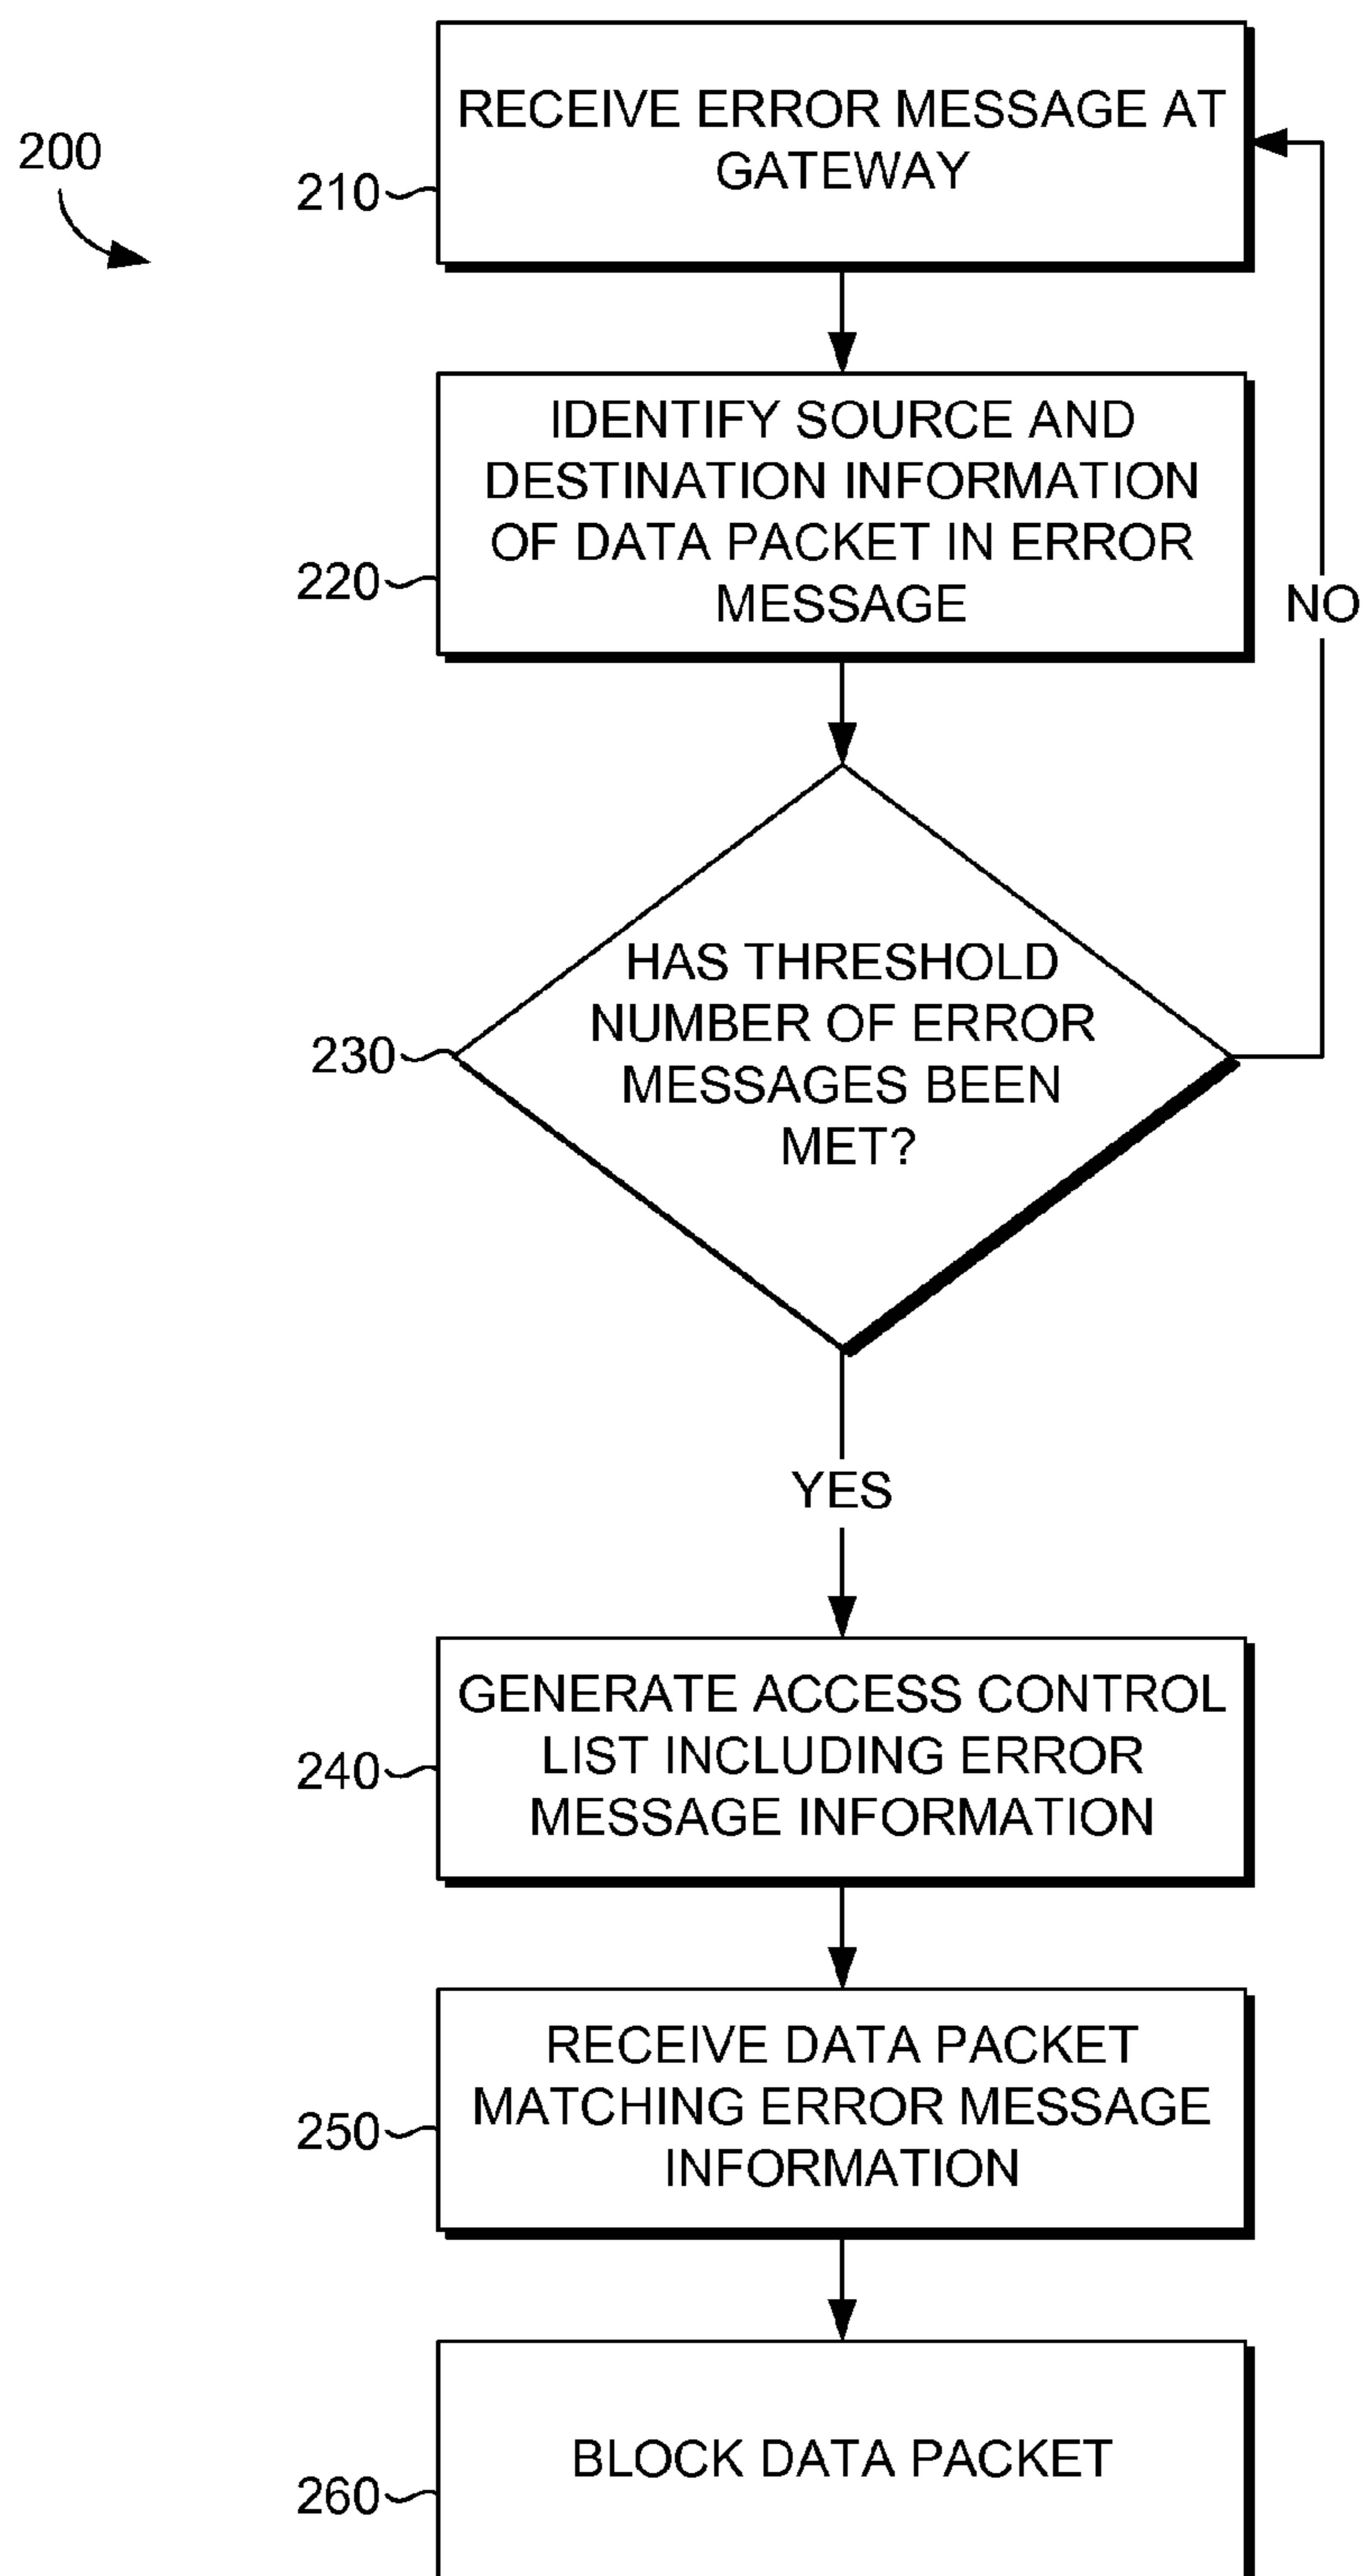 200
RECEIVE ERROR MESSAGE AT
GATEWAY
210
IDENTIFY SOURCE AND
DESTINATION INFORMATION
OF DATA PACKET IN ERROR
MESSAGE
220
NO
HAS THRESHOLD
NUMBER OF ERROR
MESSAGES BEEN
MET?
230
YES
GENERATE ACCESS CONTROL
LIST INCLUDING ERROR
MESSAGE INFORMATION
240
RECEIVE DATA PACKET
MATCHING ERROR MESSAGE
INFORMATION
250
BLOCK DATA PACKET
260